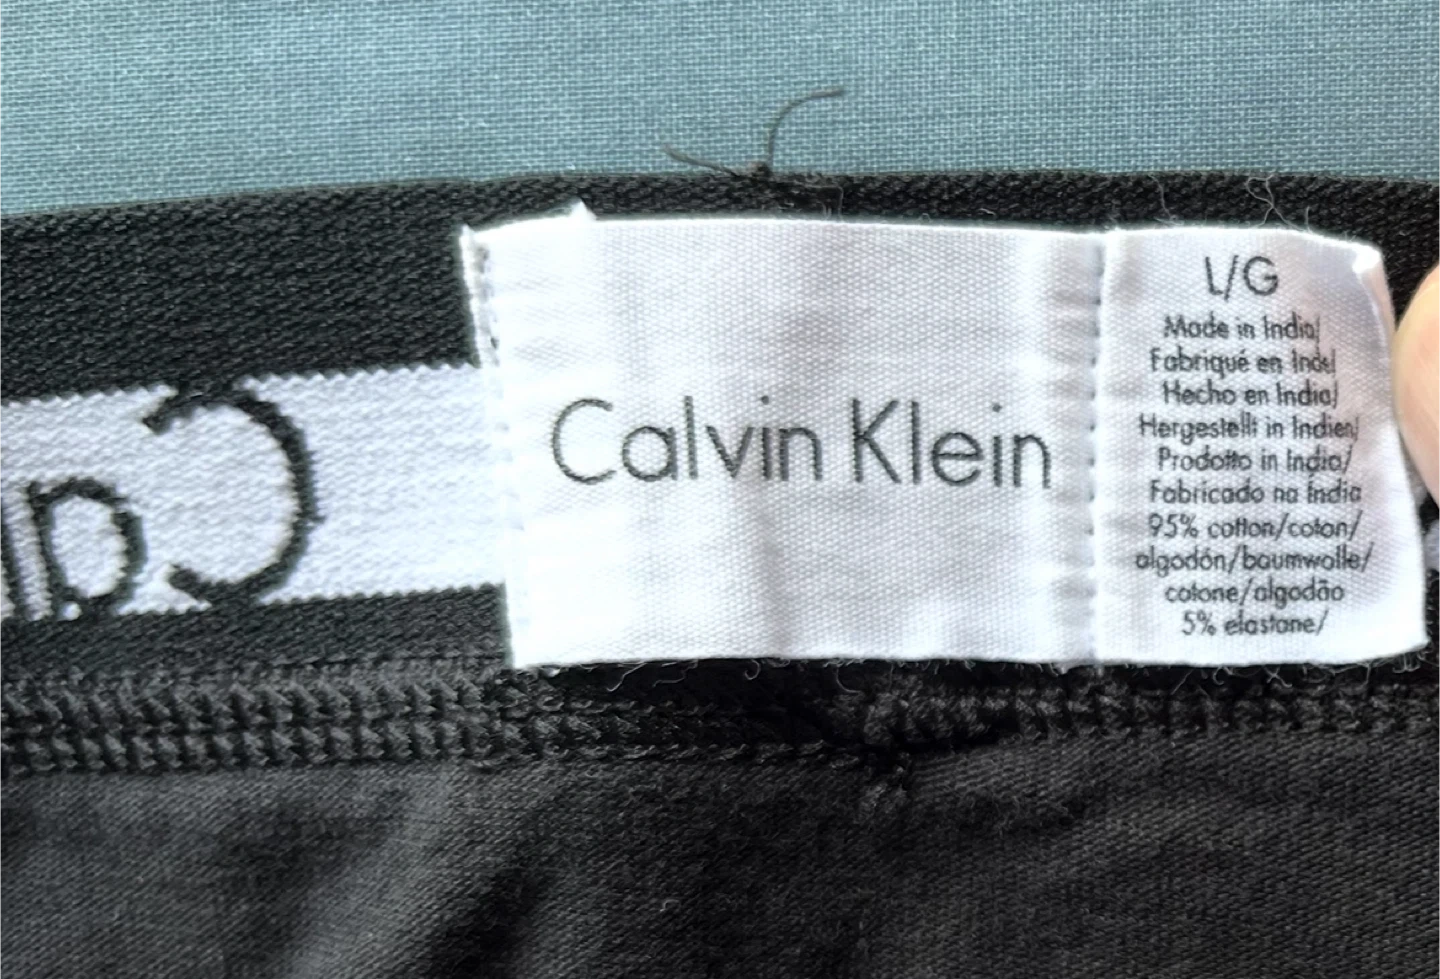 Calvin Klein
L/G
Made in India/
Fabriqué en Inde/
Hecho en India/
Hergestellt in Indien/
Prodotto in India/
Fabricado na Índia
95% cotton/coton/
algodón/baumwolle/
cotone/algodão
5% elastane/